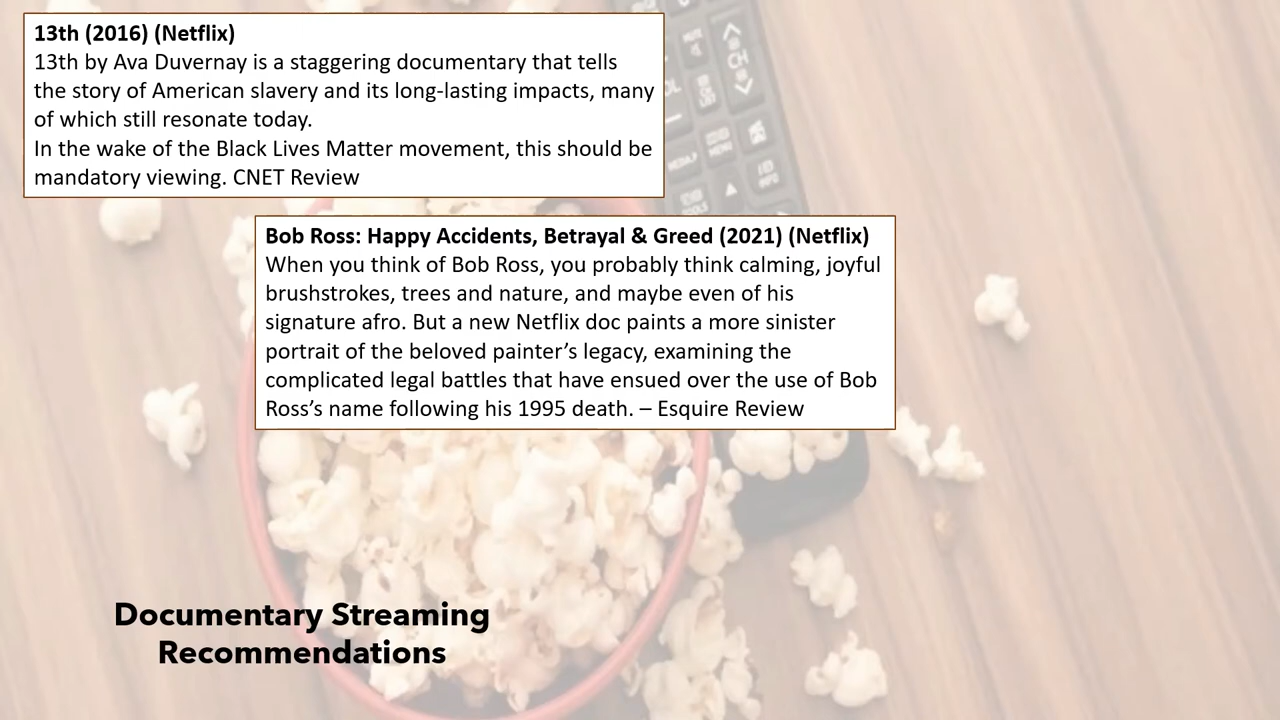 13th (2016) (Netflix)
13th by Ava Duvernay is a staggering documentary that tells
the story of American slavery and its long-lasting impacts, many
of which still resonate today.
In the wake of the Black Lives Matter movement, this should be
mandatory viewing. CNET Review
Bob Ross: Happy Accidents, Betrayal & Greed (2021) (Netflix)
When you think of Bob Ross, you probably think calming, joyful
brushstrokes, trees and nature, and maybe even of his
signature afro. But a new Netflix doc paints a more sinister
portrait of the beloved painter’s legacy, examining the
complicated legal battles that have ensued over the use of Bob
Ross’s name following his 1995 death. – Esquire Review
Documentary Streaming
Recommendations
CH